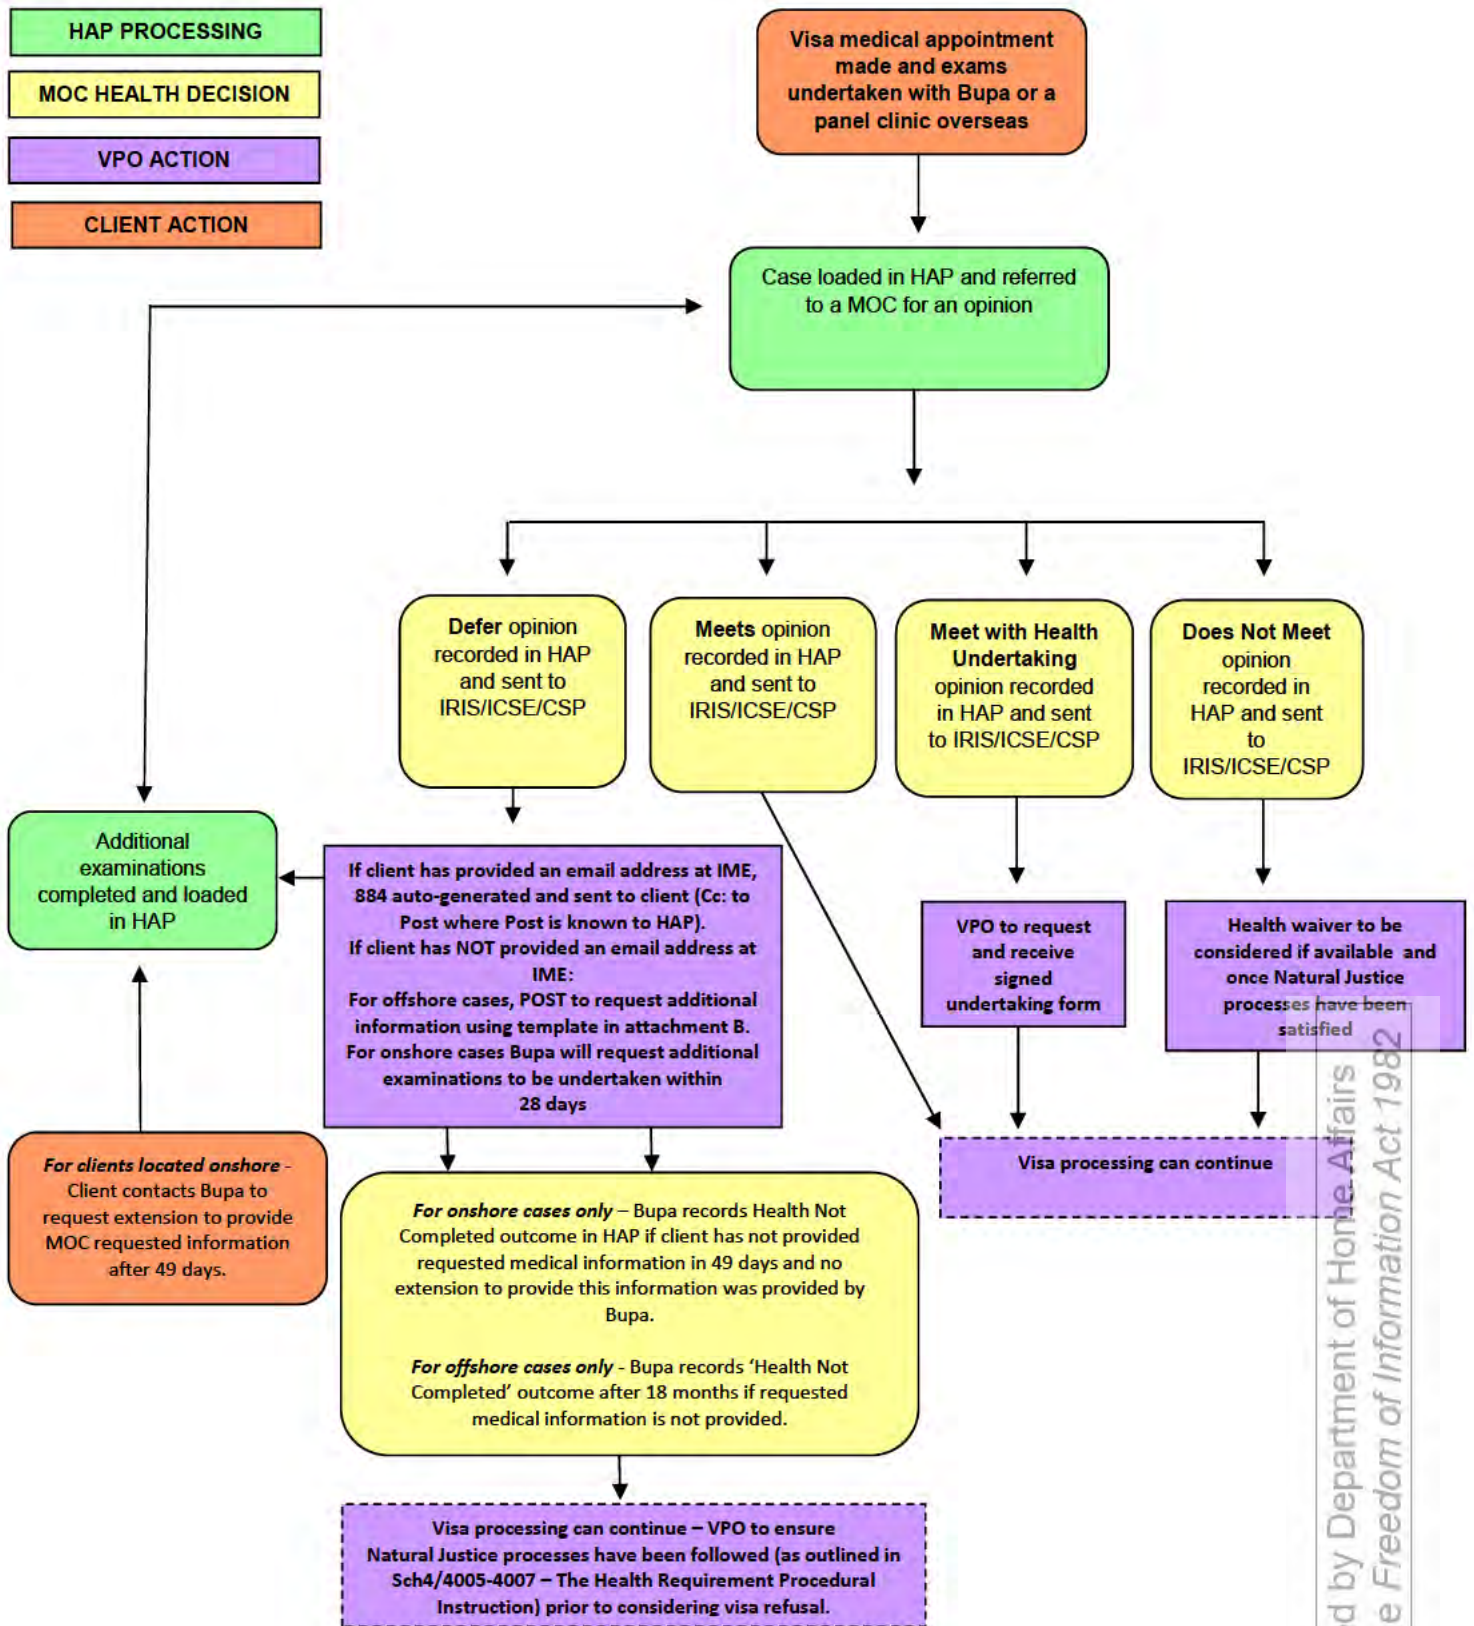 HAP PROCESSING
MOC HEALTH DECISION
VPO ACTION
CLIENT ACTION
Visa medical appointment
made and exams
undertaken with Bupa or a
panel clinic overseas
Case loaded in HAP and referred
to a MOC for an opinion
Defer opinion
recorded in HAP
and sent to
IRIS/ICSE/CSP
Meets opinion
recorded in HAP
and sent to
IRIS/ICSE/CSP
Meet with Health
Undertaking
opinion recorded
in HAP and sent
to IRIS/ICSE/CSP
Does Not Meet
opinion
recorded in
HAP and sent
to
IRIS/ICSE/CSP
Additional
examinations
completed and loaded
in HAP
If client has provided an email address at IME,
884 auto-generated and sent to client (Cc: to
Post where Post is known to HAP).
If client has NOT provided an email address at
IME:
For offshore cases, POST to request additional
information using template in attachment B.
For onshore cases Bupa will request additional
examinations to be undertaken within
28 days
VPO to request
and receive
signed
undertaking form
Health waiver to be
considered if available and
once Natural Justice
processes have been
satisfied
For clients located onshore -
Client contacts Bupa to
request extension to provide
MOC requested information
after 49 days.
For onshore cases only – Bupa records Health Not
Completed outcome in HAP if client has not provided
requested medical information in 49 days and no
extension to provide this information was provided by
Bupa.
For offshore cases only - Bupa records ‘Health Not
Completed’ outcome after 18 months if requested
medical information is not provided.
Visa processing can continue
Visa processing can continue – VPO to ensure
Natural Justice processes have been followed (as outlined in
Sch4/4005-4007 – The Health Requirement Procedural
Instruction) prior to considering visa refusal.
d by Department of Home Affairs
e Freedom of Information Act 1982